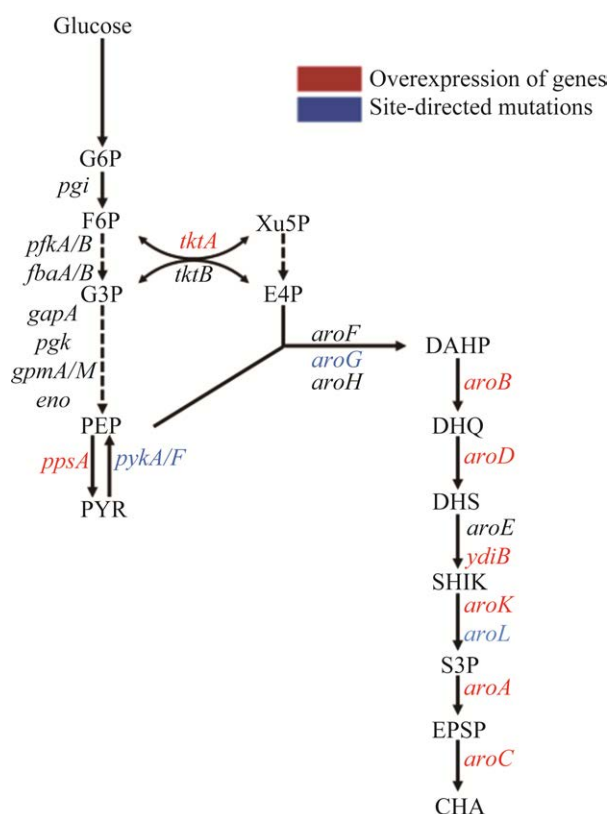 Glucose
Overexpression of genes
Site-directed mutations
G6P
pgi
F6P
Xu5P
pfkA/B
tktA
fbaA/B
tktB
G3P
E4P
gapA
pgk
gpmA/M
eno
aroF
aroG
aroH
DAHP
aroB
PEP
DHQ
ppsA
pykA/F
aroD
PYR
DHS
aroE
ydiB
SHIK
aroK
aroL
S3P
aroA
EPSP
aroC
CHA